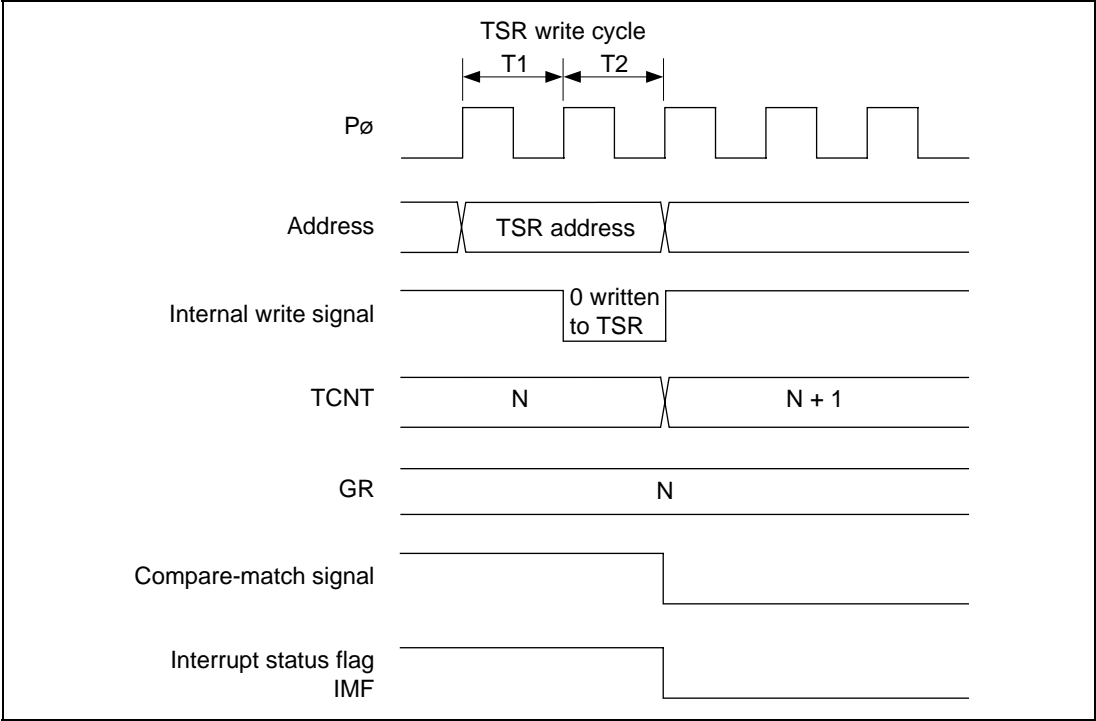 TSR write cycle
T1 T2
Pø
Address
TSR address
Internal write signal
0 written
to TSR
TCNT
N
N + 1
GR
N
Compare-match signal
Interrupt status flag
IMF